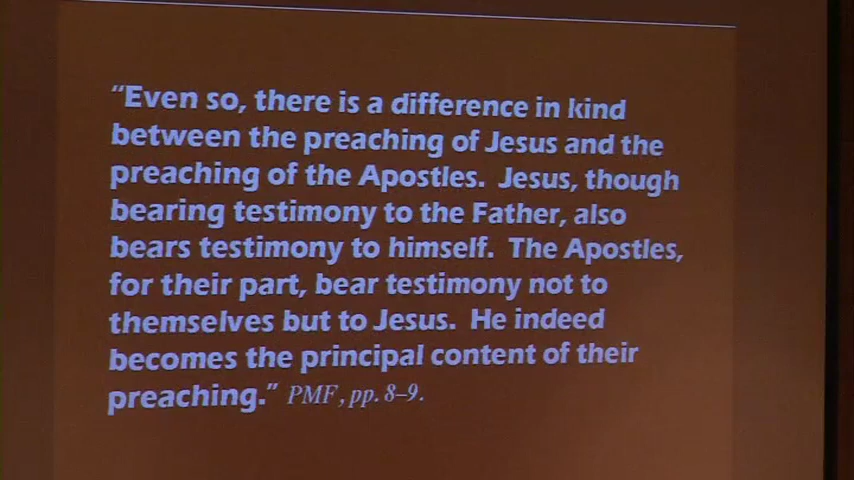 “Even so, there is a difference in kind
between the preaching of Jesus and the
preaching of the Apostles. Jesus, though
bearing testimony to the Father, also
bears testimony to himself. The Apostles,
for their part, bear testimony not to
themselves but to Jesus. He indeed
becomes the principal content of their
preaching.” PMF, pp. 8–9.